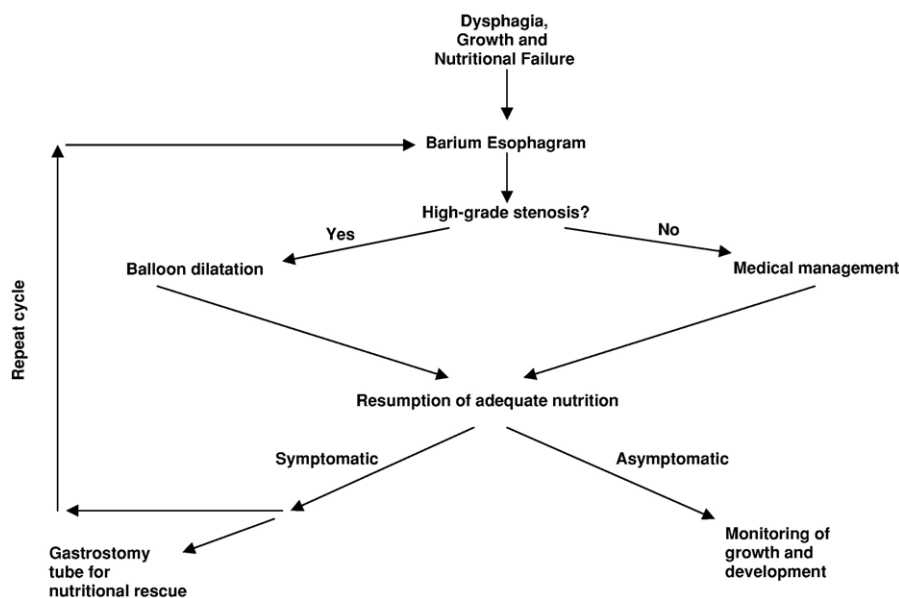 Dysphagia,
Growth and
Nutritional Failure
Barium Esophagram
High-grade stenosis?
Yes
No
Balloon dilatation
Medical management
Repeat cycle
Resumption of adequate nutrition
Symptomatic
Asymptomatic
Gastrostomy
tube for
nutritional rescue
Monitoring of
growth and
development